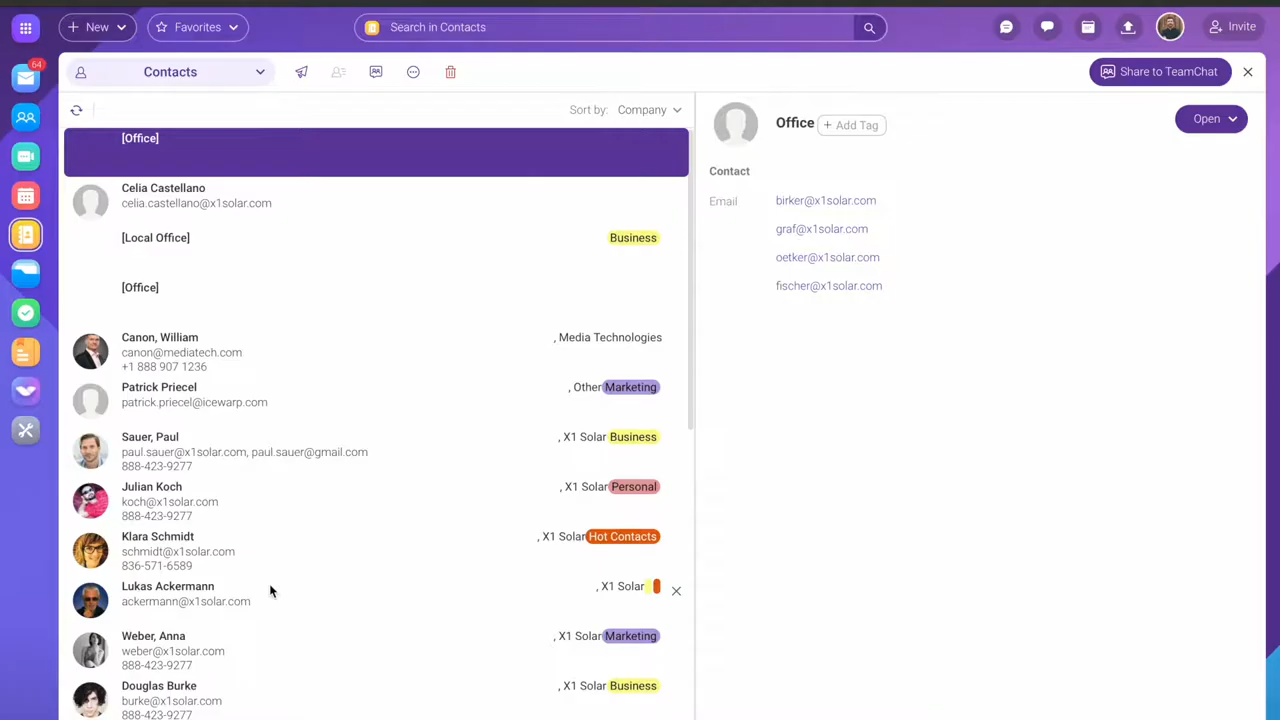 New
Favorites
Search in Contacts
Invite
64
Contacts
Share to TeamChat
Sort by: Company
[Office]
Celia Castellano
celia.castellano@x1solar.com
[Local Office]
Business
[Office]
Canon, William
, Media Technologies
canon@mediatech.com
+1 888 907 1236
Patrick Priecel
, Other Marketing
patrick.priecel@icewarp.com
Sauer, Paul
, X1 Solar Business
paul.sauer@x1solar.com, paul.sauer@gmail.com
888-423-9277
Julian Koch
, X1 Solar Personal
koch@x1solar.com
888-423-9277
Klara Schmidt
, X1 Solar Hot Contacts
schmidt@x1solar.com
836-571-6589
Lukas Ackermann
, X1 Solar
ackermann@x1solar.com
Weber, Anna
, X1 Solar Marketing
weber@x1solar.com
888-423-9277
Douglas Burke
, X1 Solar Business
burke@x1solar.com
888-423-9277
Office
+ Add Tag
Open
Contact
Email
birker@x1solar.com
graf@x1solar.com
oetker@x1solar.com
fischer@x1solar.com